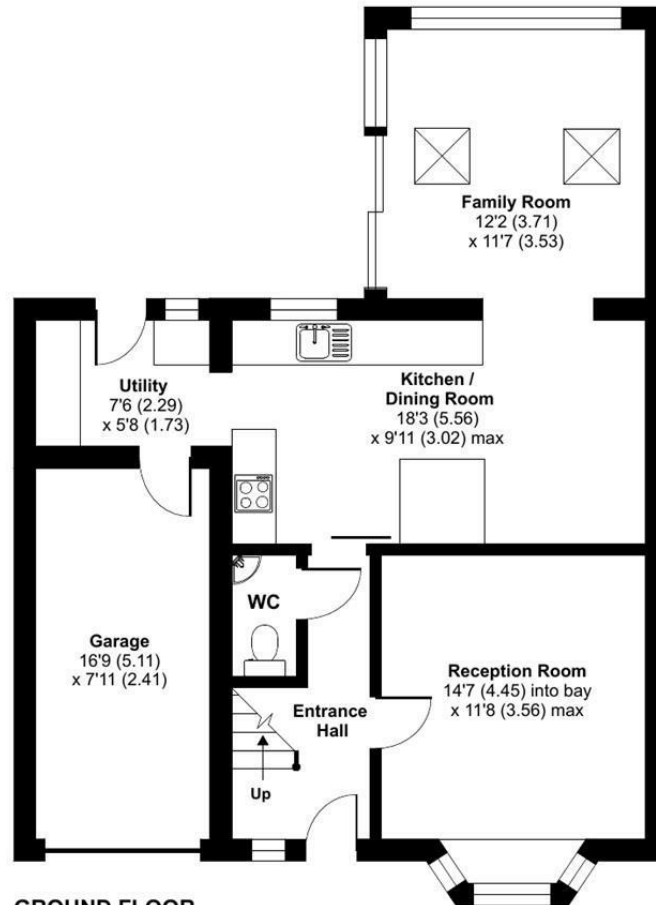 Family Room
12'2 (3.71)
x 11'7 (3.53)
Utility
7'6 (2.29)
x 5'8 (1.73)
Kitchen /
Dining Room
18'3 (5.56)
x 9'11 (3.02) max
WC
Garage
16'9 (5.11)
x 7'11 (2.41)
Entrance
Hall
Up
Reception Room
14'7 (4.45) into bay
x 11'8 (3.56) max
GROUND FLOOR